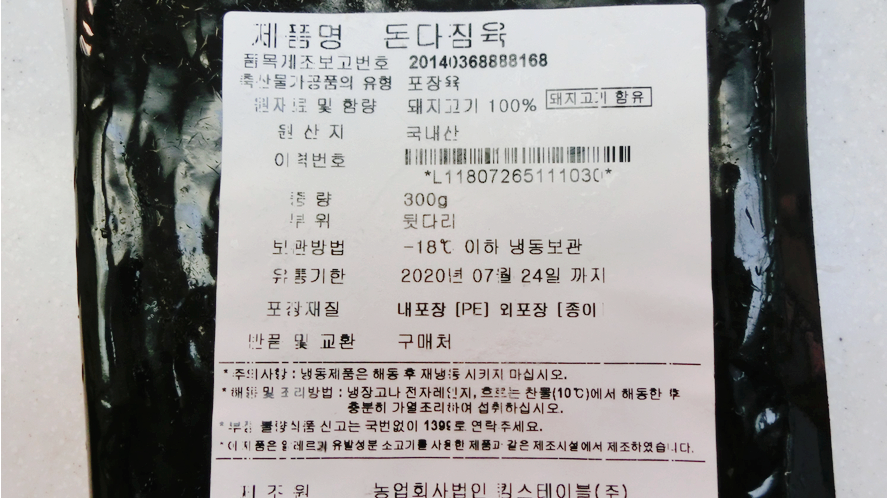 제품명 돈다짐육
품목제조보고번호 20140368888168
축산물가공품의 유형 포장육
원재료 및 함량 돼지고기 100% 돼지고기 함유
원산지 국내산
이력번호
*L11807265111030*
중량 300g
부위 뒷다리
보관방법 -18℃ 이하 냉동보관
유통기한 2020년 07월 24일 까지
포장재질 내포장 [PE] 외포장 [종이]
반품 및 교환 구매처
*주의사항 : 냉동제품은 해동 후 재냉동 시키지 마십시오.
*해동 및 조리방법 : 냉장고나 전자레인지, 흐르는 찬물(10℃)에서 해동한 후
충분히 가열조리하여 섭취하십시오.
*부정 불량식품 신고는 국번없이 1399로 연락주세요.
*이 제품은 알레르기 유발성분 소고기를 사용한 제품과 같은 제조시설에서 제조하였습니다.
제조원 농업회사법인 킹스테이블(주)